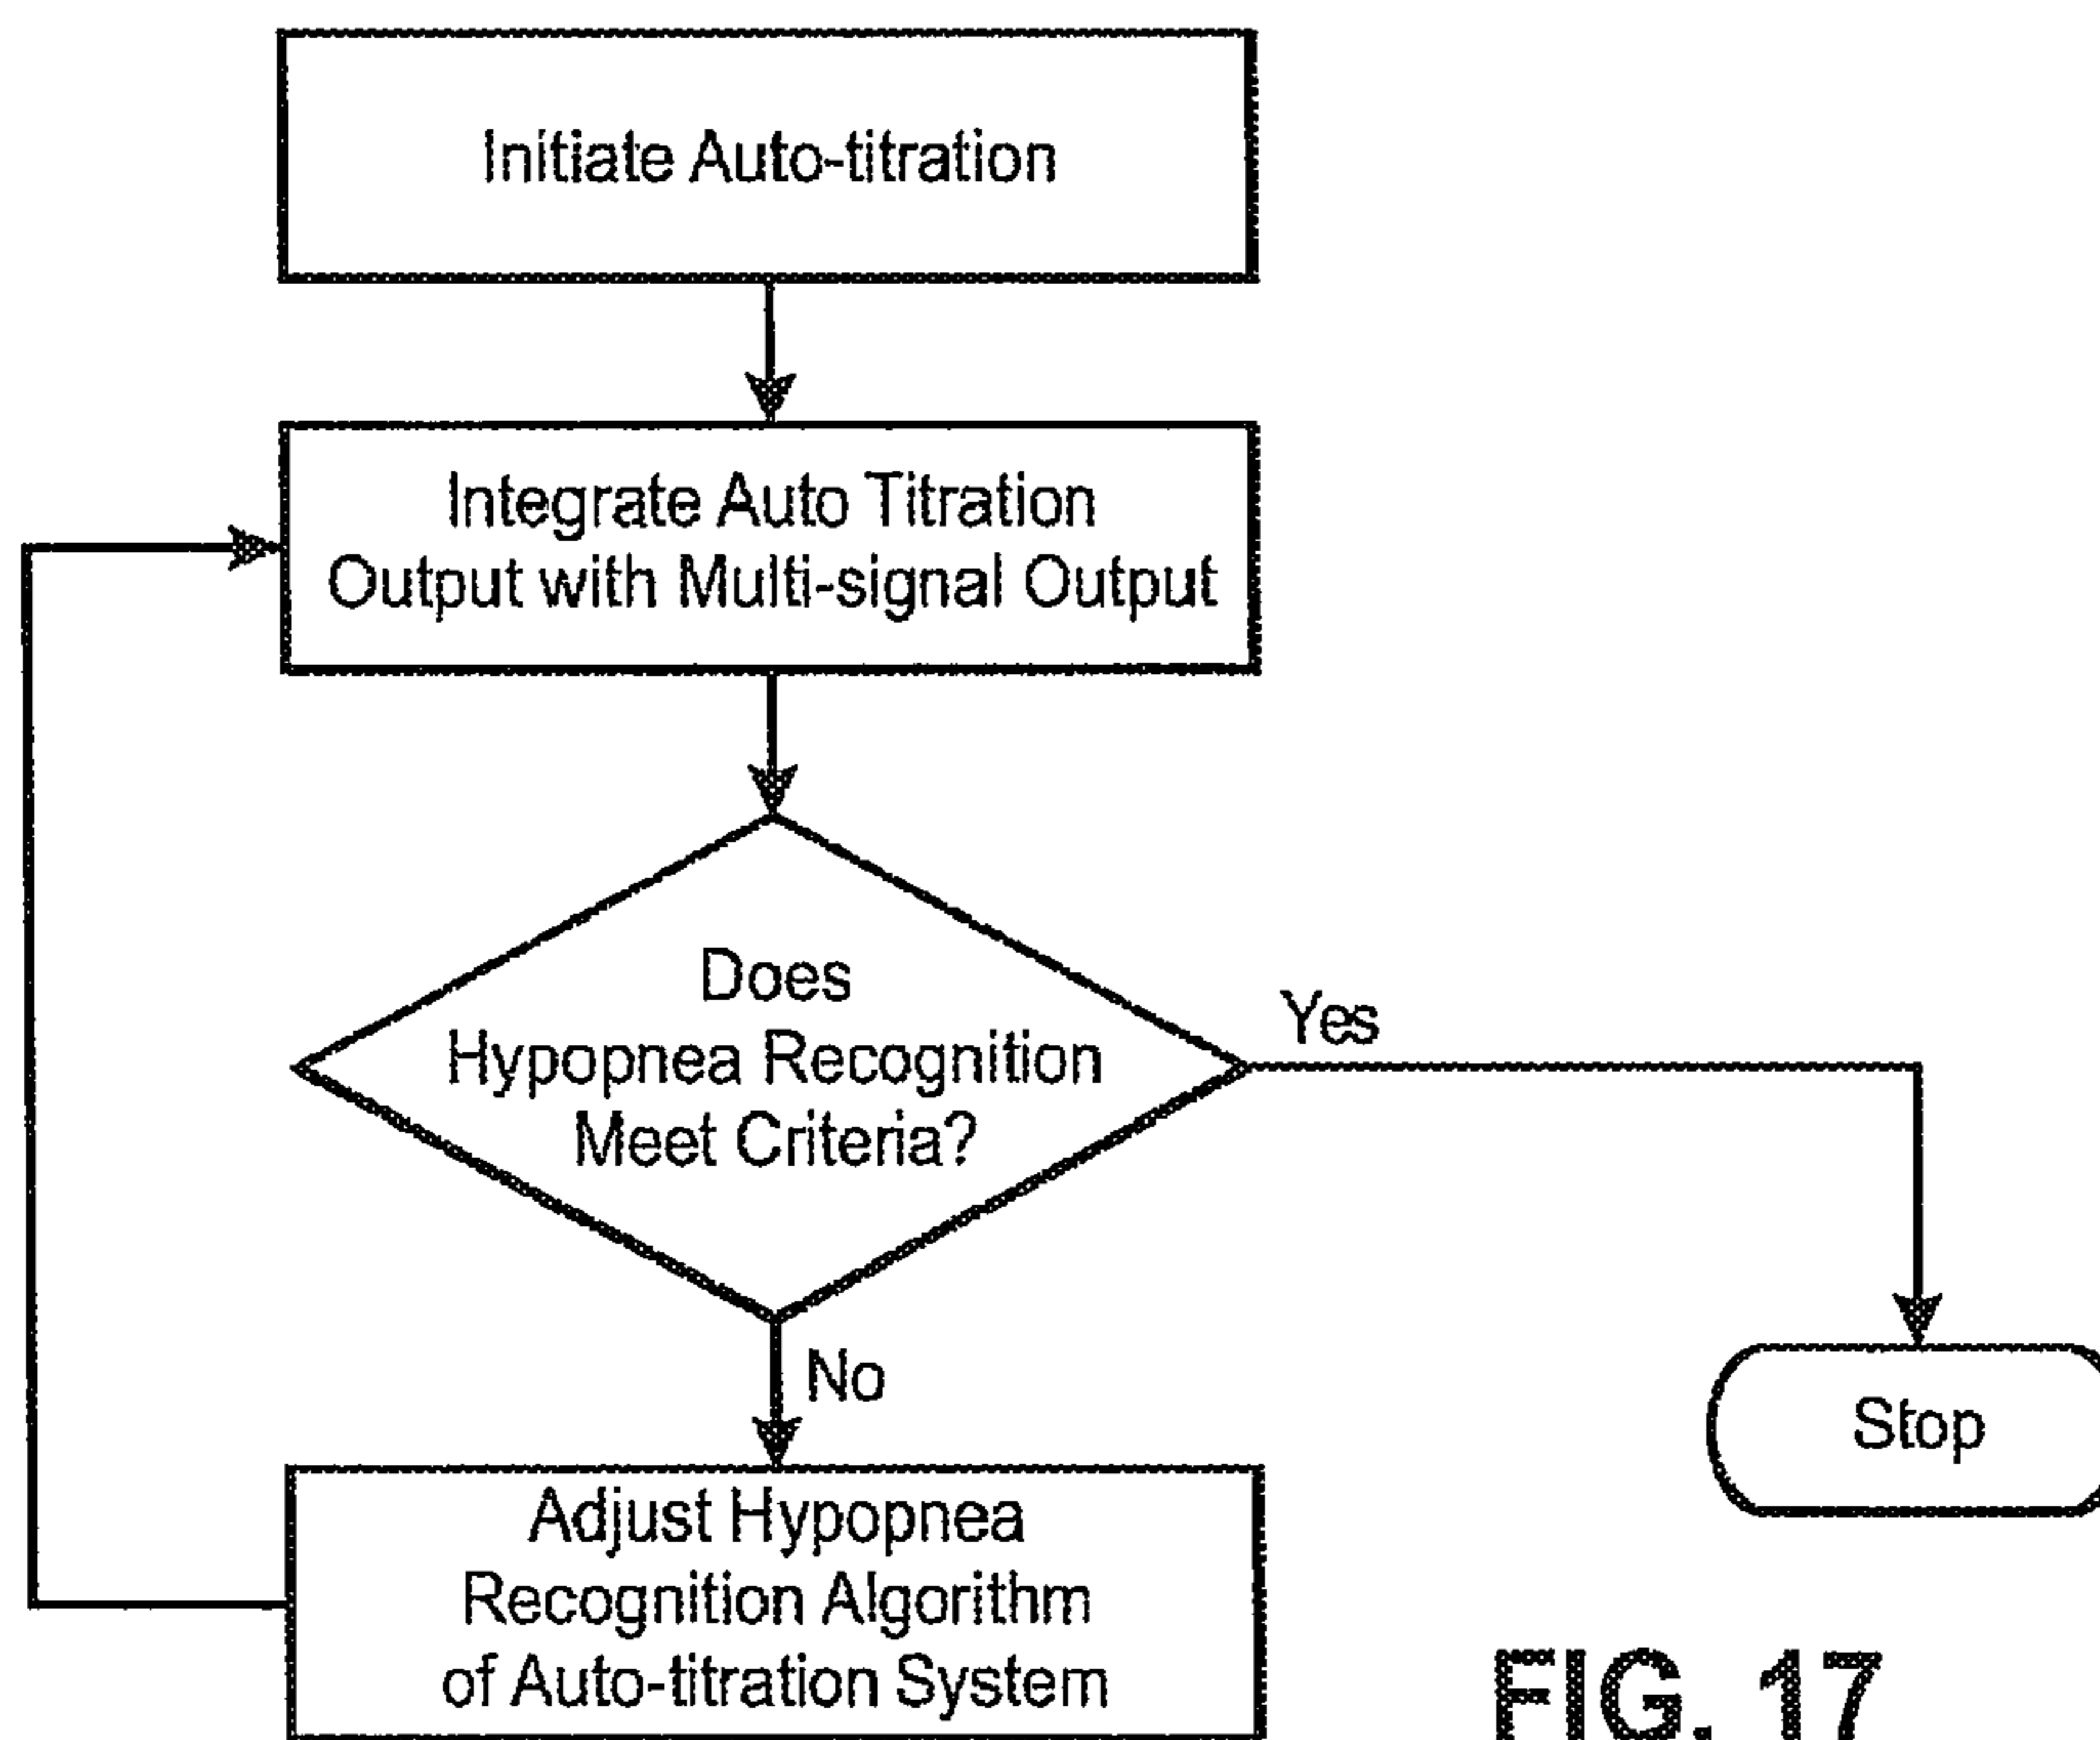 Initiate Auto-titration
Integrate Auto Titration
Output with Multi-signal Output
Does
Hypopnea Recognition
Meet Criteria?
Yes
No
Stop
Adjust Hypopnea
Recognition Algorithm
of Auto-titration System
FIG. 17